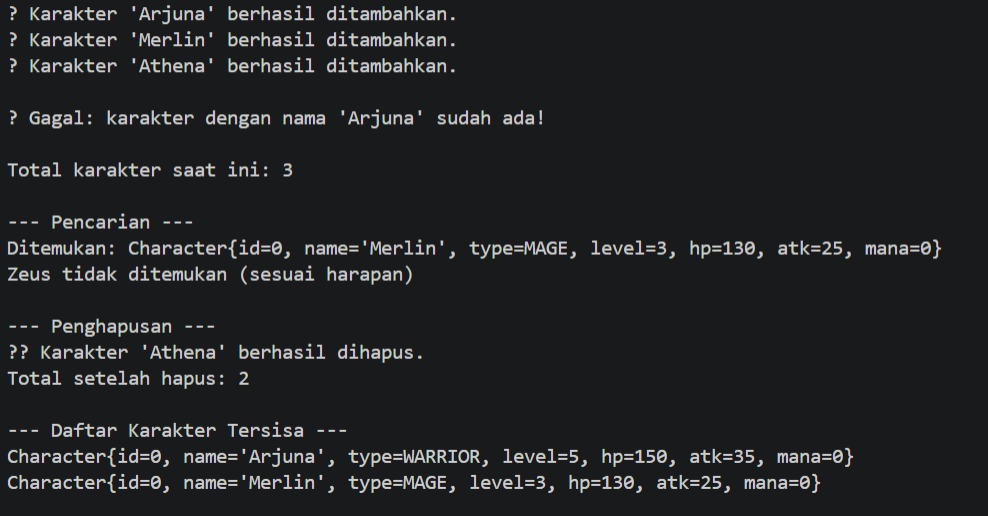 ? Karakter 'Arjuna' berhasil ditambahkan.
? Karakter 'Merlin' berhasil ditambahkan.
? Karakter 'Athena' berhasil ditambahkan.
? Gagal: karakter dengan nama 'Arjuna' sudah ada!
Total karakter saat ini: 3
--- Pencarian ---
Ditemukan: Character{id=0, name='Merlin', type=MAGE, level=3, hp=130, atk=25, mana=0}
Zeus tidak ditemukan (sesuai harapan)
--- Penghapusan ---
?? Karakter 'Athena' berhasil dihapus.
Total setelah hapus: 2
--- Daftar Karakter Tersisa ---
Character{id=0, name='Arjuna', type=WARRIOR, level=5, hp=150, atk=35, mana=0}
Character{id=0, name='Merlin', type=MAGE, level=3, hp=130, atk=25, mana=0}